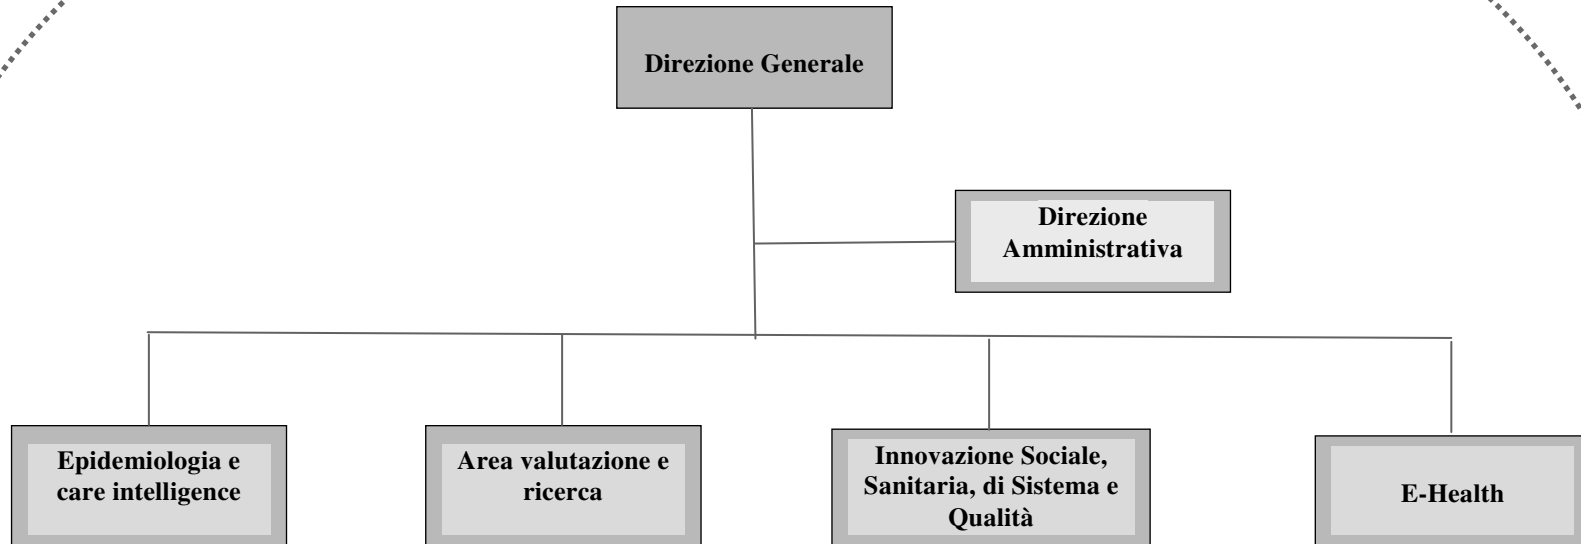 Direzione Generale
Direzione
Amministrativa
Epidemiologia e
care intelligence
Area valutazione e
ricerca
Innovazione Sociale,
Sanitaria, di Sistema e
Qualità
E-Health